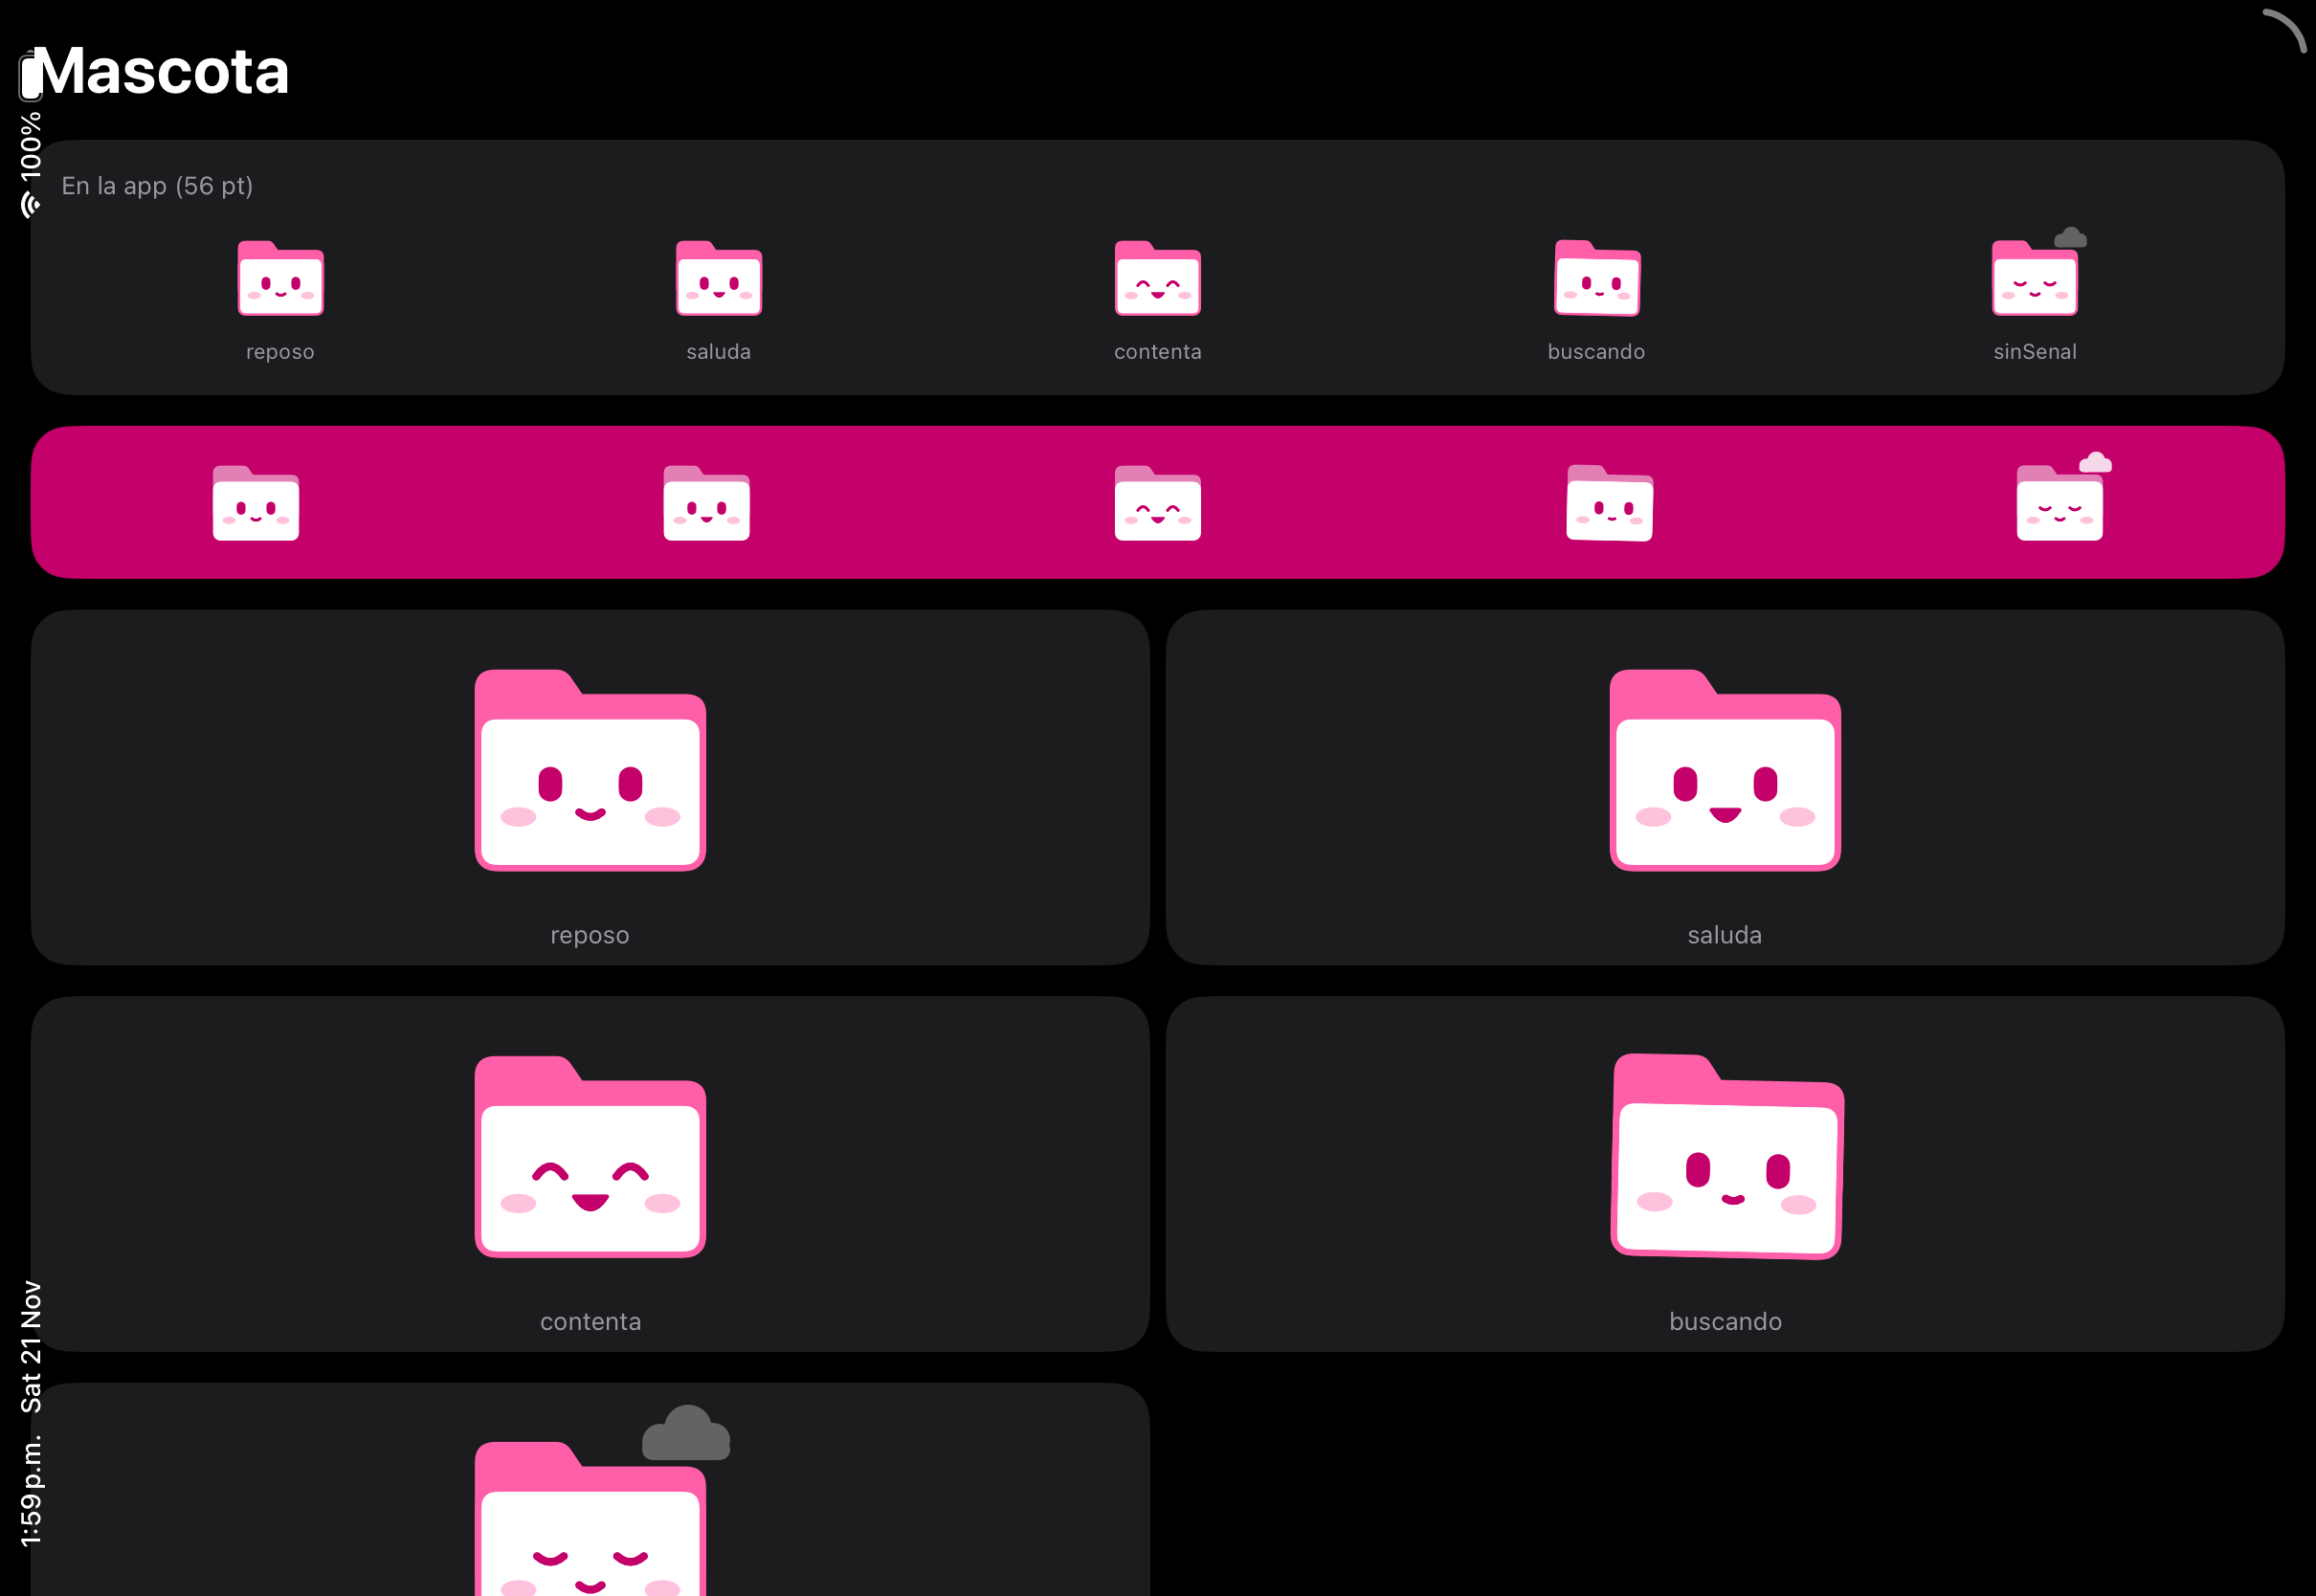 Mascota
100%
En la app (56 pt)
reposo
saluda
contenta
buscando
sinSenal
reposo
saluda
contenta
buscando
1:59 p.m. Sat 21 Nov